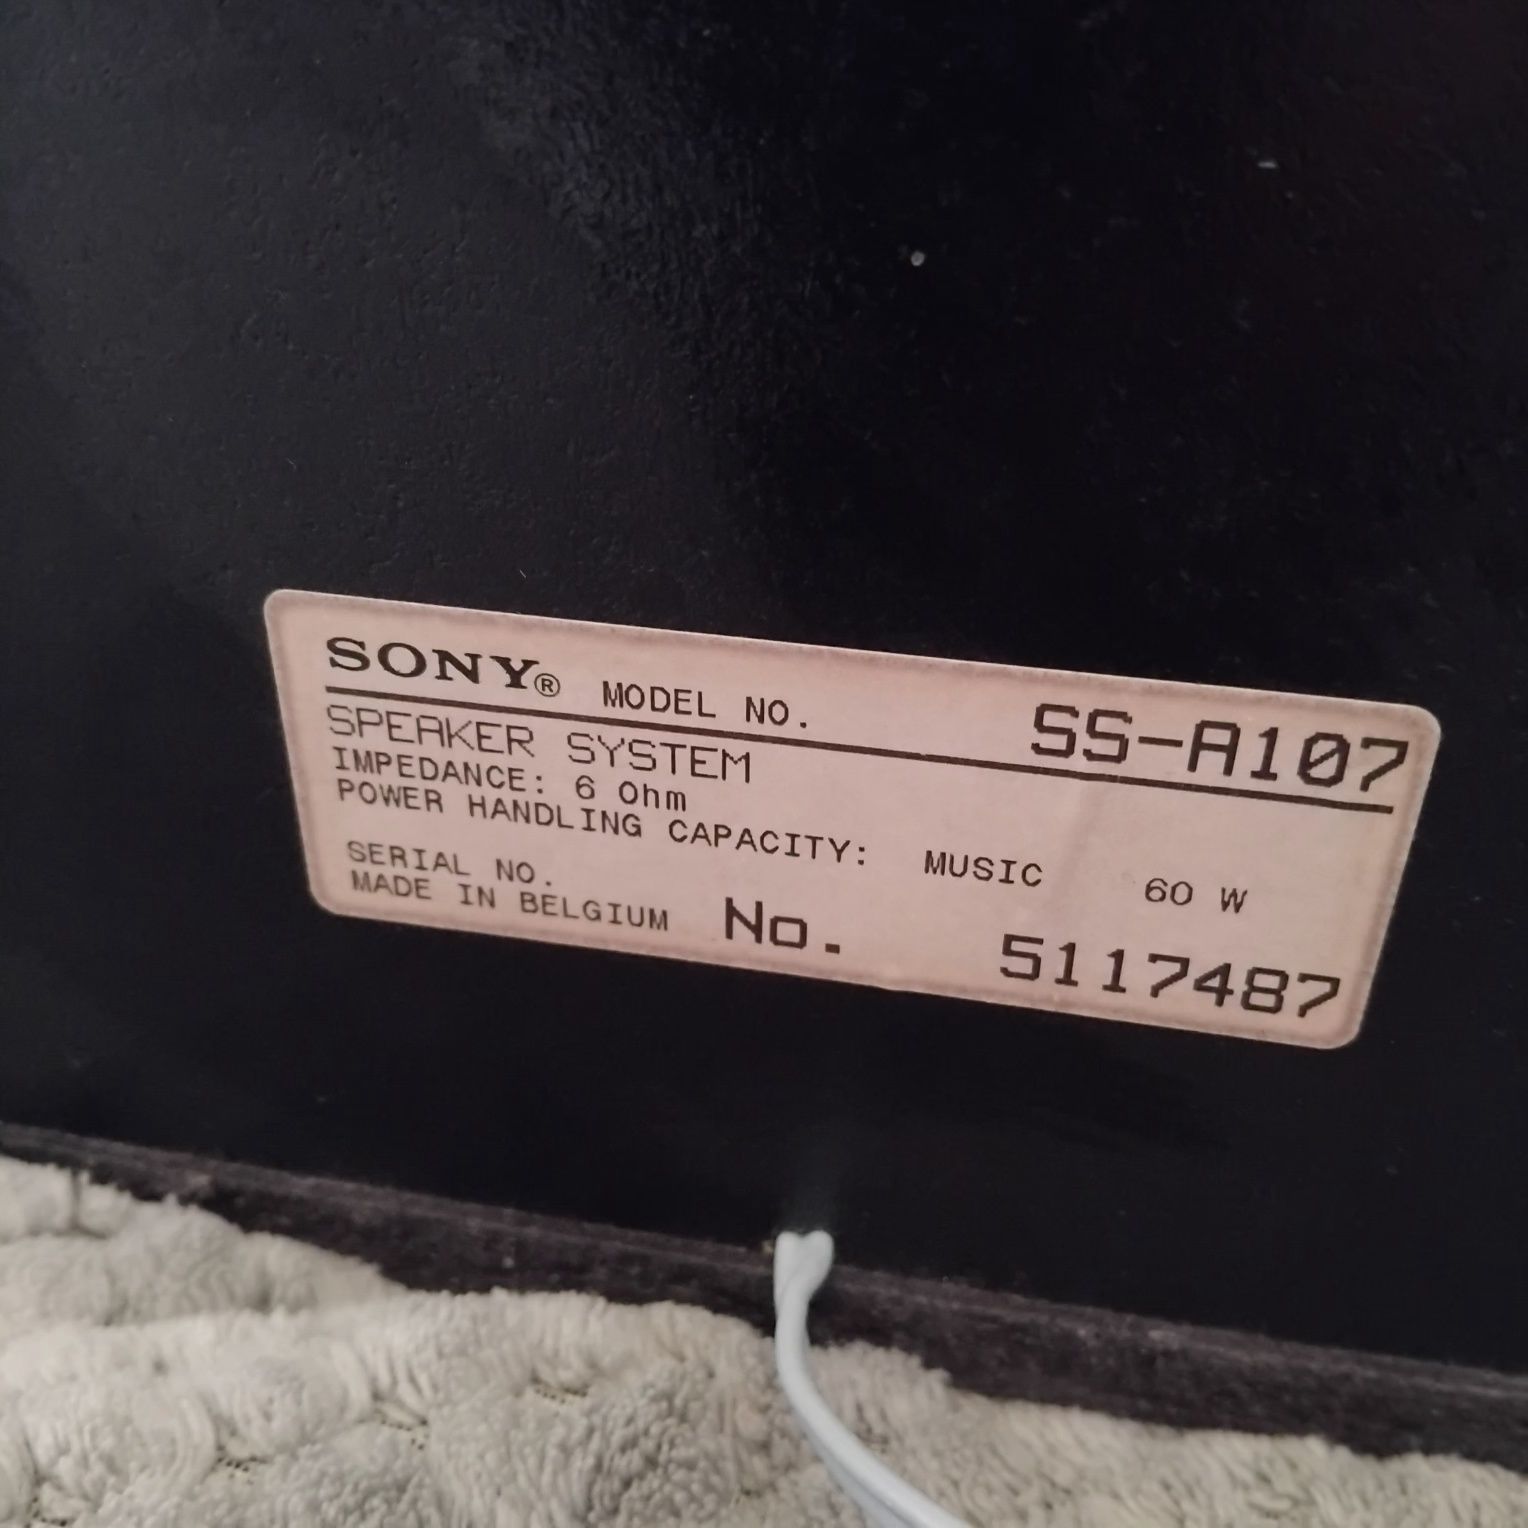 SONY® MODEL NO. SS-A107
SPEAKER SYSTEM
IMPEDANCE: 6 Ohm
POWER HANDLING CAPACITY: MUSIC 60 W
SERIAL NO.
MADE IN BELGIUM No. 5117487